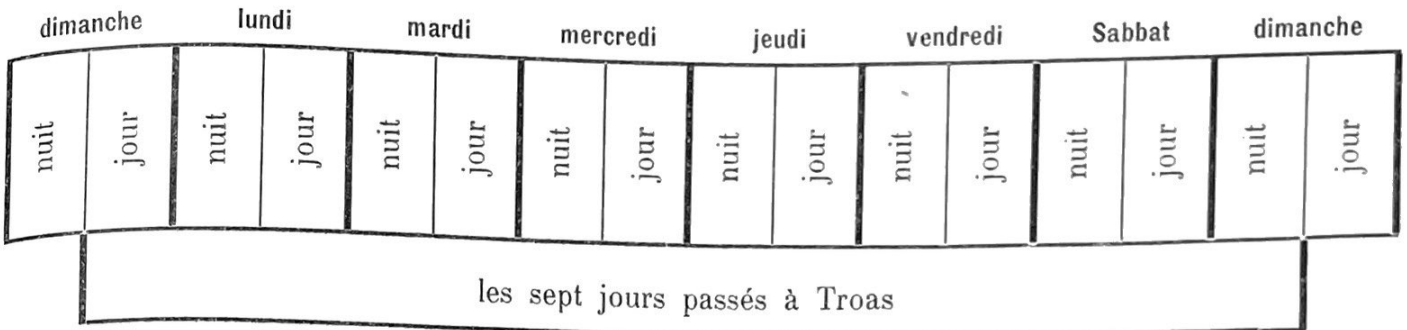 dimanche lundi mardi mercredi jeudi vendredi Sabbat dimanche
nuit jour nuit jour nuit jour nuit jour nuit jour nuit jour nuit jour nuit jour
les sept jours passés à Troas